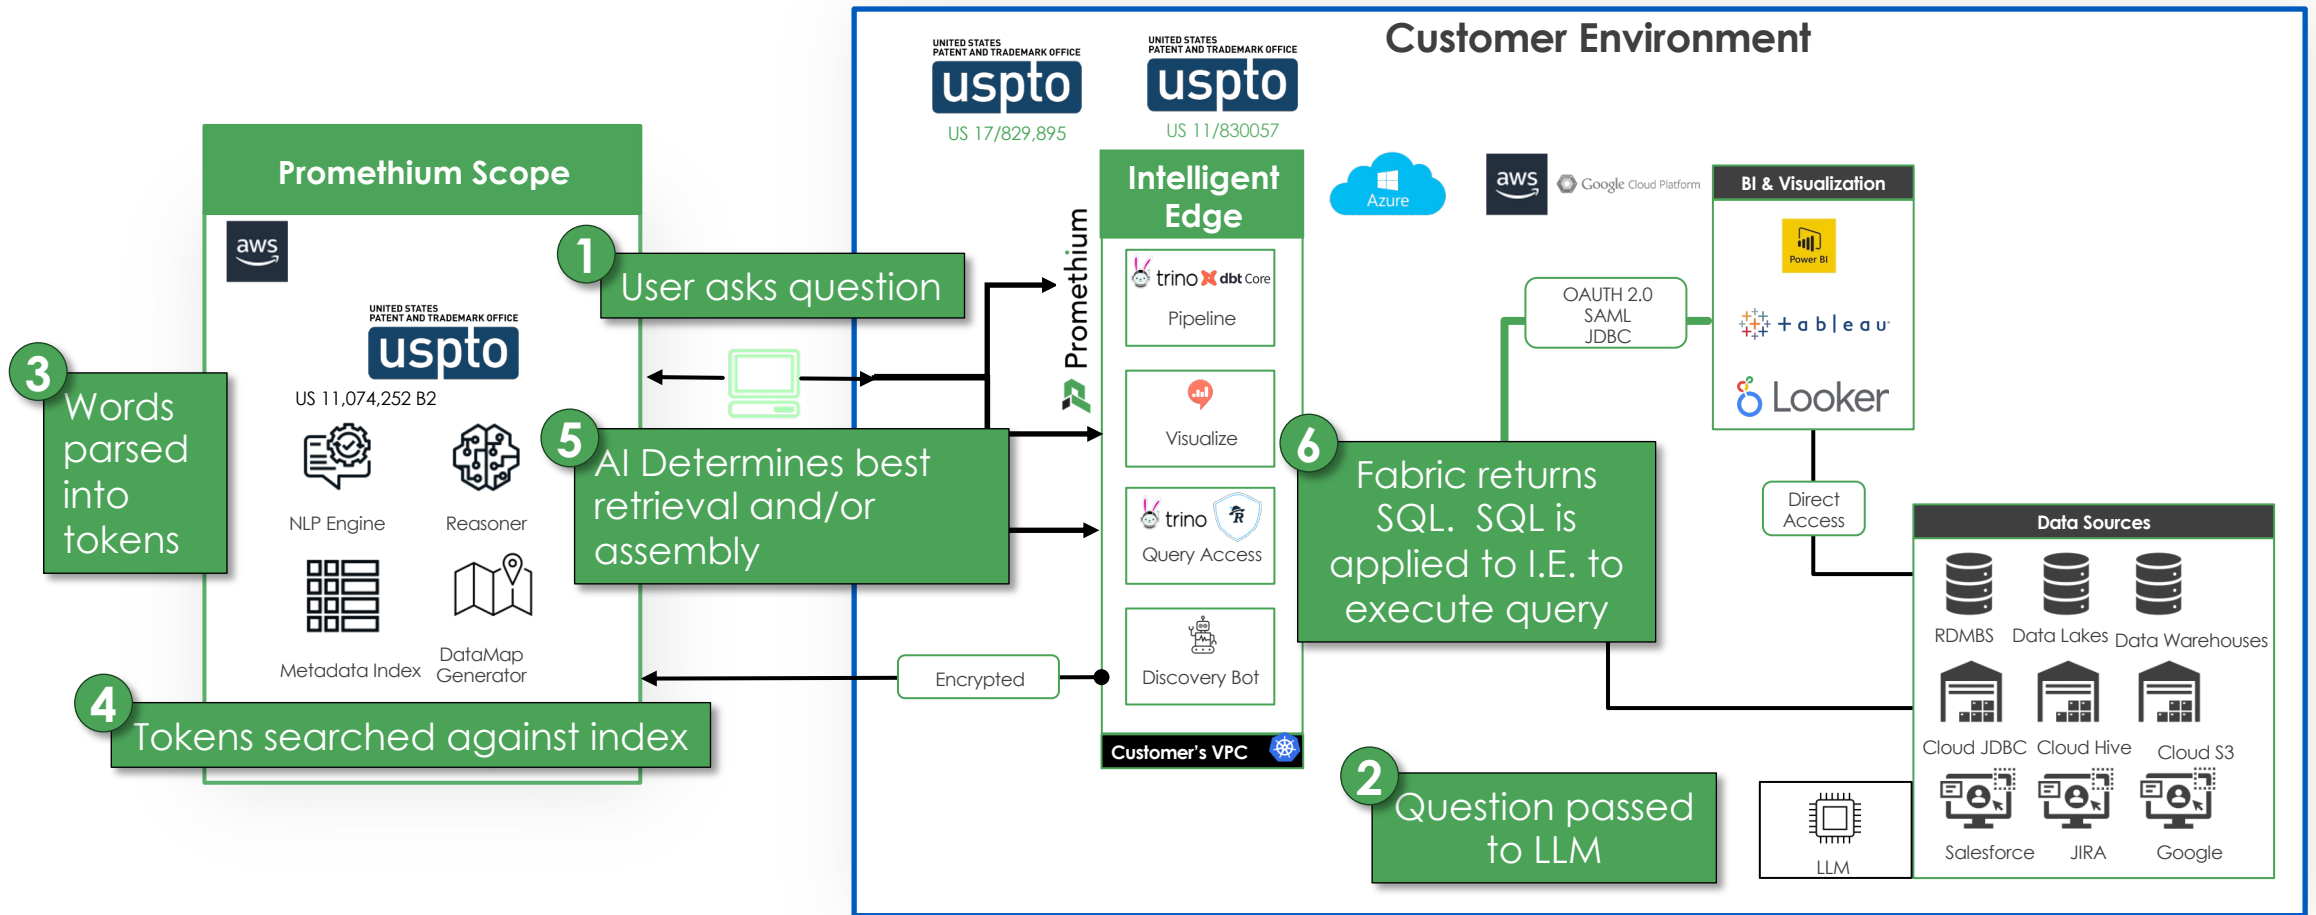 Customer Environment
UNITED STATES
PATENT AND TRADEMARK OFFICE
uspto
US 17/829,895
UNITED STATES
PATENT AND TRADEMARK OFFICE
uspto
US 11/830057
Promethium Scope
aws
UNITED STATES
PATENT AND TRADEMARK OFFICE
uspto
US 11,074,252 B2
NLP Engine
Reasoner
Metadata Index
DataMap
Generator
1
User asks question
3
Words
parsed
into
tokens
5
AI Determines best
retrieval and/or
assembly
4
Tokens searched against index
Encrypted
Promethium
Intelligent
Edge
trino dbt Core
Pipeline
Visualize
trino R
Query Access
Discovery Bot
Customer's VPC
Azure
aws
Google Cloud Platform
OAUTH 2.0
SAML
JDBC
BI & Visualization
Power BI
+ a b l e a u
Looker
6
Fabric returns
SQL. SQL is
applied to I.E. to
execute query
Direct
Access
Data Sources
RDMBS
Data Lakes
Data Warehouses
Cloud JDBC
Cloud Hive
Cloud S3
Salesforce
JIRA
Google
2
Question passed
to LLM
LLM